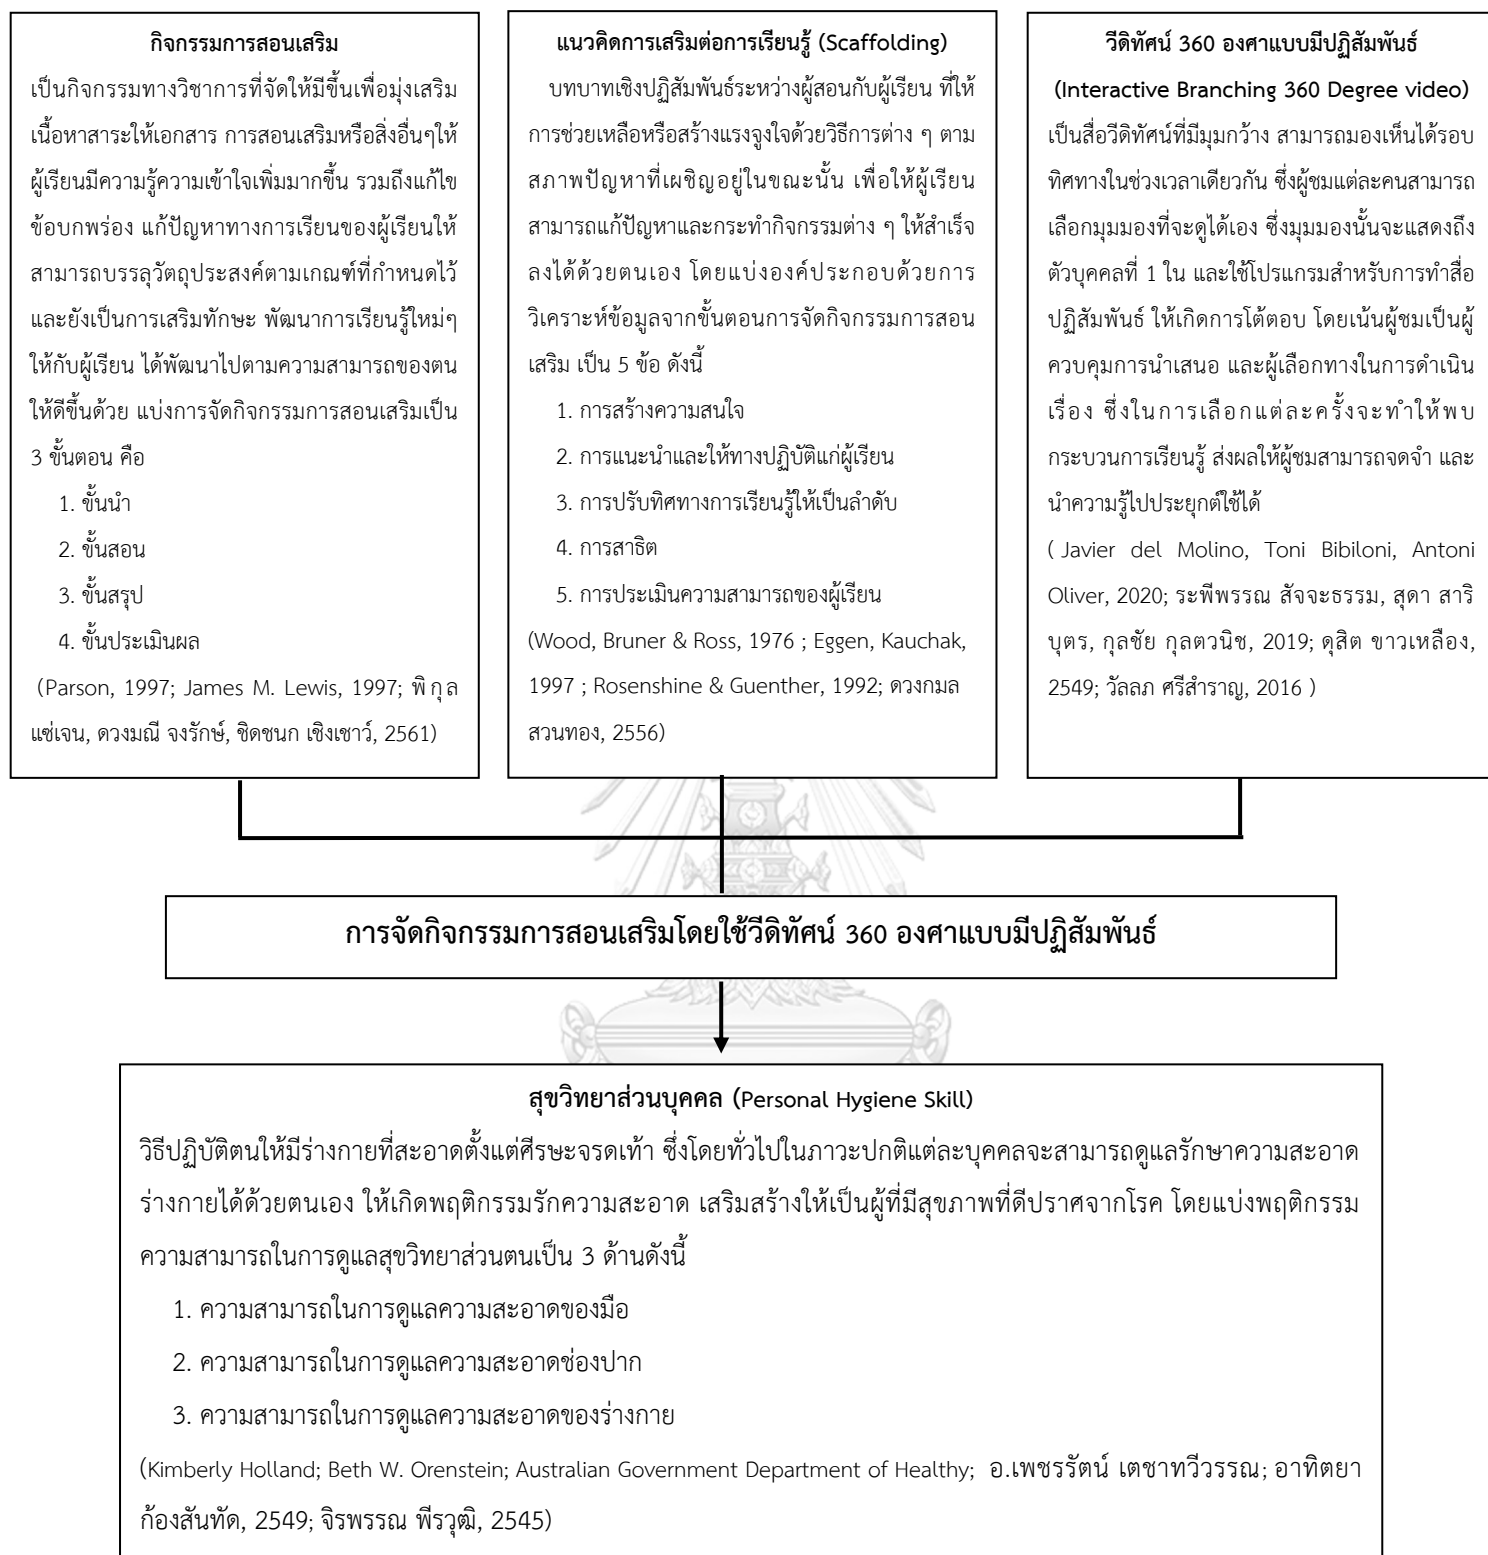 กิจกรรมการสอนเสริม
เป็นกิจกรรมทางวิชาการที่จัดให้มีขึ้นเพื่อมุ่งเสริม
เนื้อหาสาระให้เอกสาร การสอนเสริมหรือสิ่งอื่นๆให้
ผู้เรียนมีความรู้ความเข้าใจเพิ่มมากขึ้น รวมถึงแก้ไข
ข้อบกพร่อง แก้ปัญหาทางการเรียนของผู้เรียนให้
สามารถบรรลุวัตถุประสงค์ตามเกณฑ์ที่กำหนดไว้
และยังเป็นการเสริมทักษะ พัฒนาการเรียนรู้ใหม่ๆ
ให้กับผู้เรียน ได้พัฒนาไปตามความสามารถของตน
ให้ดีขึ้นด้วย แบ่งการจัดกิจกรรมการสอนเสริมเป็น
3 ขั้นตอน คือ
1. ขั้นนำ
2. ขั้นสอน
3. ขั้นสรุป
4. ขั้นประเมินผล
(Parson, 1997; James M. Lewis, 1997; พิกุล
แซ่เจน, ดวงมณี จงรักษ์, ชิดชนก เชิงเชาว์, 2561)
แนวคิดการเสริมต่อการเรียนรู้ (Scaffolding)
บทบาทเชิงปฏิสัมพันธ์ระหว่างผู้สอนกับผู้เรียน ที่ให้
การช่วยเหลือหรือสร้างแรงจูงใจด้วยวิธีการต่าง ๆ ตาม
สภาพปัญหาที่เผชิญอยู่ในขณะนั้น เพื่อให้ผู้เรียน
สามารถแก้ปัญหาและกระทำกิจกรรมต่าง ๆ ให้สำเร็จ
ลงได้ด้วยตนเอง โดยแบ่งองค์ประกอบด้วยการ
วิเคราะห์ข้อมูลจากขั้นตอนการจัดกิจกรรมการสอน
เสริม เป็น 5 ข้อ ดังนี้
1. การสร้างความสนใจ
2. การแนะนำและให้ทางปฏิบัติแก่ผู้เรียน
3. การปรับทิศทางการเรียนรู้ให้เป็นลำดับ
4. การสาธิต
5. การประเมินความสามารถของผู้เรียน
(Wood, Bruner & Ross, 1976 ; Eggen, Kauchak,
1997 ; Rosenshine & Guenther, 1992; ดวงกมล
สวนทอง, 2556)
วีดิทัศน์ 360 องศาแบบมีปฏิสัมพันธ์
(Interactive Branching 360 Degree video)
เป็นสื่อวีดิทัศน์ที่มีมุมกว้าง สามารถมองเห็นได้รอบ
ทิศทางในช่วงเวลาเดียวกัน ซึ่งผู้ชมแต่ละคนสามารถ
เลือกมุมมองที่จะดูได้เอง ซึ่งมุมมองนั้นจะแสดงถึง
ตัวบุคคลที่ 1 ใน และใช้โปรแกรมสำหรับการทำสื่อ
ปฏิสัมพันธ์ ให้เกิดการโต้ตอบ โดยเน้นผู้ชมเป็นผู้
ควบคุมการนำเสนอ และผู้เลือกทางในการดำเนิน
เรื่อง ซึ่งในการเลือกแต่ละครั้งจะทำให้พบ
กระบวนการเรียนรู้ ส่งผลให้ผู้ชมสามารถจดจำ และ
นำความรู้ไปประยุกต์ใช้ได้
( Javier del Molino, Toni Bibiloni, Antoni
Oliver, 2020; ระพีพรรณ สัจจะธรรม, สุดา สาริ
บุตร, กุลชัย กุลตวนิช, 2019; ดุสิต ขาวเหลือง,
2549; วัลลภ ศรีสำราญ, 2016 )
การจัดกิจกรรมการสอนเสริมโดยใช้วีดิทัศน์ 360 องศาแบบมีปฏิสัมพันธ์
สุขวิทยาส่วนบุคคล (Personal Hygiene Skill)
วิธีปฏิบัติตนให้มีร่างกายที่สะอาดตั้งแต่ศีรษะจรดเท้า ซึ่งโดยทั่วไปในภาวะปกติแต่ละบุคคลจะสามารถดูแลรักษาความสะอาด
ร่างกายได้ด้วยตนเอง ให้เกิดพฤติกรรมรักความสะอาด เสริมสร้างให้เป็นผู้ที่มีสุขภาพที่ดีปราศจากโรค โดยแบ่งพฤติกรรม
ความสามารถในการดูแลสุขวิทยาส่วนตนเป็น 3 ด้านดังนี้
1. ความสามารถในการดูแลความสะอาดของมือ
2. ความสามารถในการดูแลความสะอาดช่องปาก
3. ความสามารถในการดูแลความสะอาดของร่างกาย
(Kimberly Holland; Beth W. Orenstein; Australian Government Department of Healthy; อ.เพชรรัตน์ เตชาทวีวรรณ; อาทิตยา
ก้องสันทัด, 2549; จิรพรรณ พีรวุฒิ, 2545)